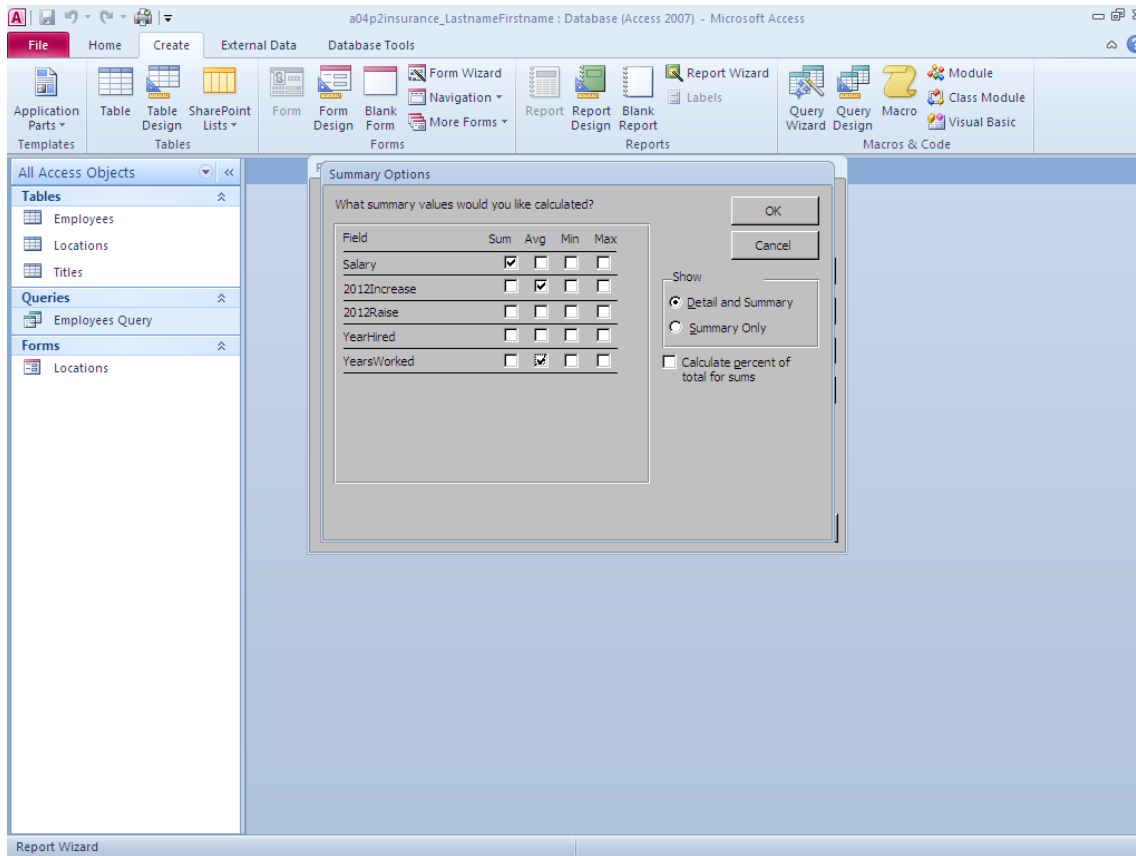 a04p2insurance_LastnameFirstname : Database (Access 2007) - Microsoft Access
File Home Create External Data Database Tools
Application Parts Table Table Design SharePoint Lists Form Form Design Blank Form Form Wizard Navigation More Forms Report Report Design Blank Report Report Wizard Labels Query Wizard Query Design Macro Module Class Module Visual Basic
Templates Tables Forms Reports Macros & Code
All Access Objects
Tables
Employees
Locations
Titles
Queries
Employees Query
Forms
Locations
Summary Options
What summary values would you like calculated?
Field Sum Avg Min Max
Salary
2012Increase
2012Raise
YearHired
YearsWorked
OK
Cancel
Show
Detail and Summary
Summary Only
Calculate percent of
total for sums
Report Wizard